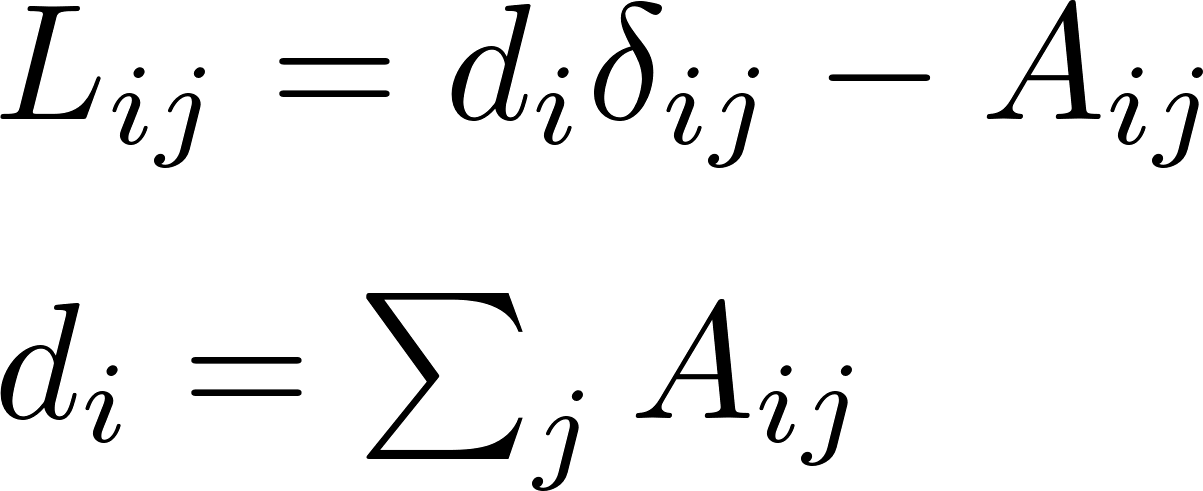 L_{ij} = d_i \delta_{ij} - A_{ij}
d_i = \sum_j A_{ij}